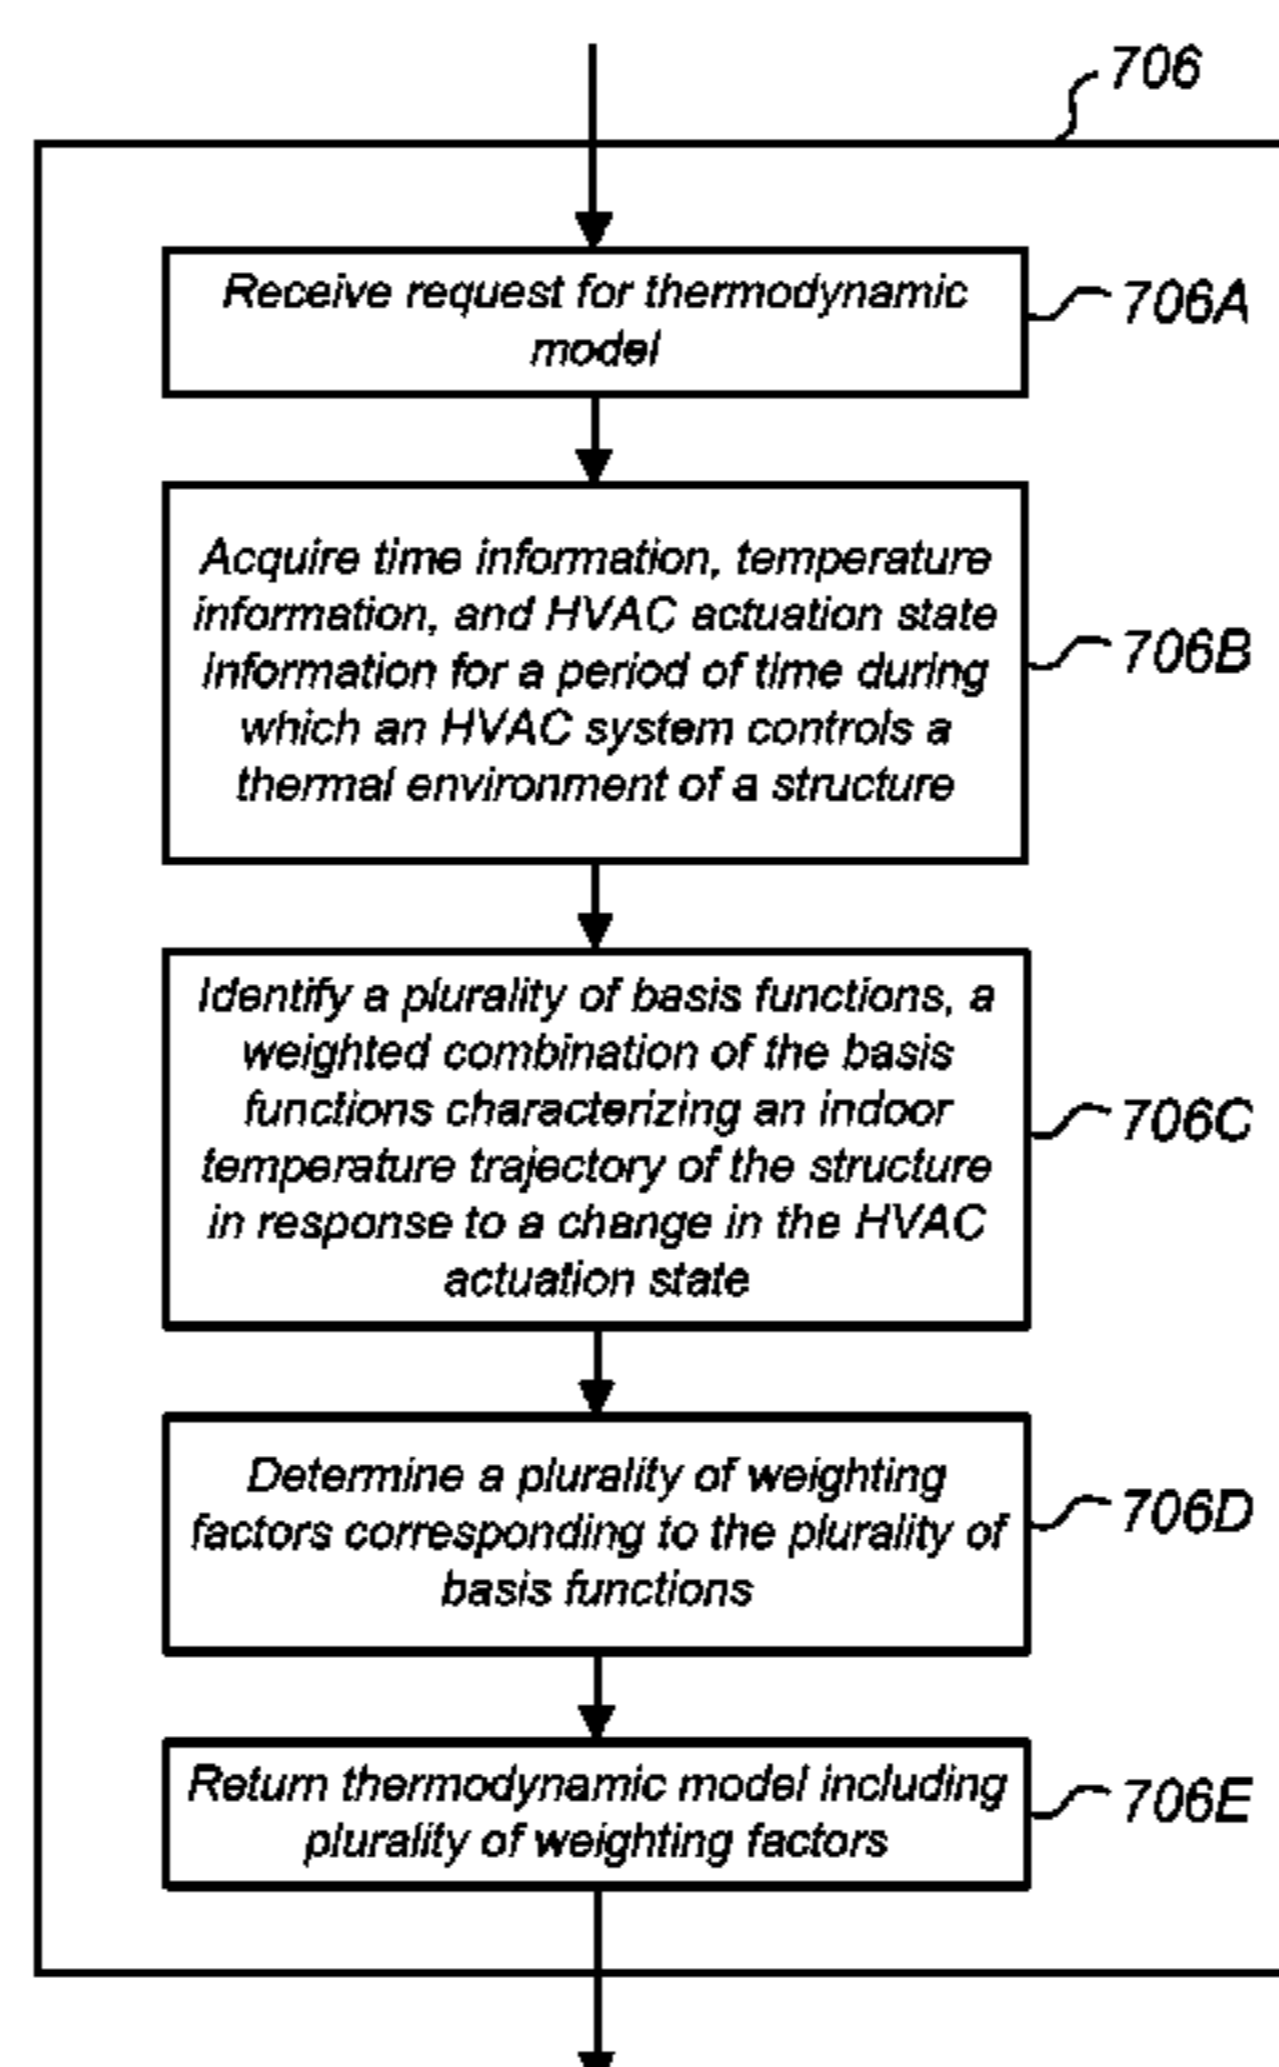 706
Receive request for thermodynamic
model
706A
Acquire time information, temperature
information, and HVAC actuation state
information for a period of time during
which an HVAC system controls a
thermal environment of a structure
706B
Identify a plurality of basis functions, a
weighted combination of the basis
functions characterizing an indoor
temperature trajectory of the structure
in response to a change in the HVAC
actuation state
706C
Determine a plurality of weighting
factors corresponding to the plurality of
basis functions
706D
Return thermodynamic model including
plurality of weighting factors
706E